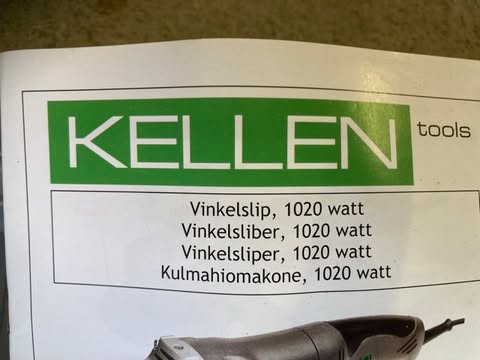 KELLEN
tools
Vinkelslip, 1020 watt
Vinkelsliber, 1020 watt
Vinkelsliper, 1020 watt
Kulmahiomakone, 1020 watt